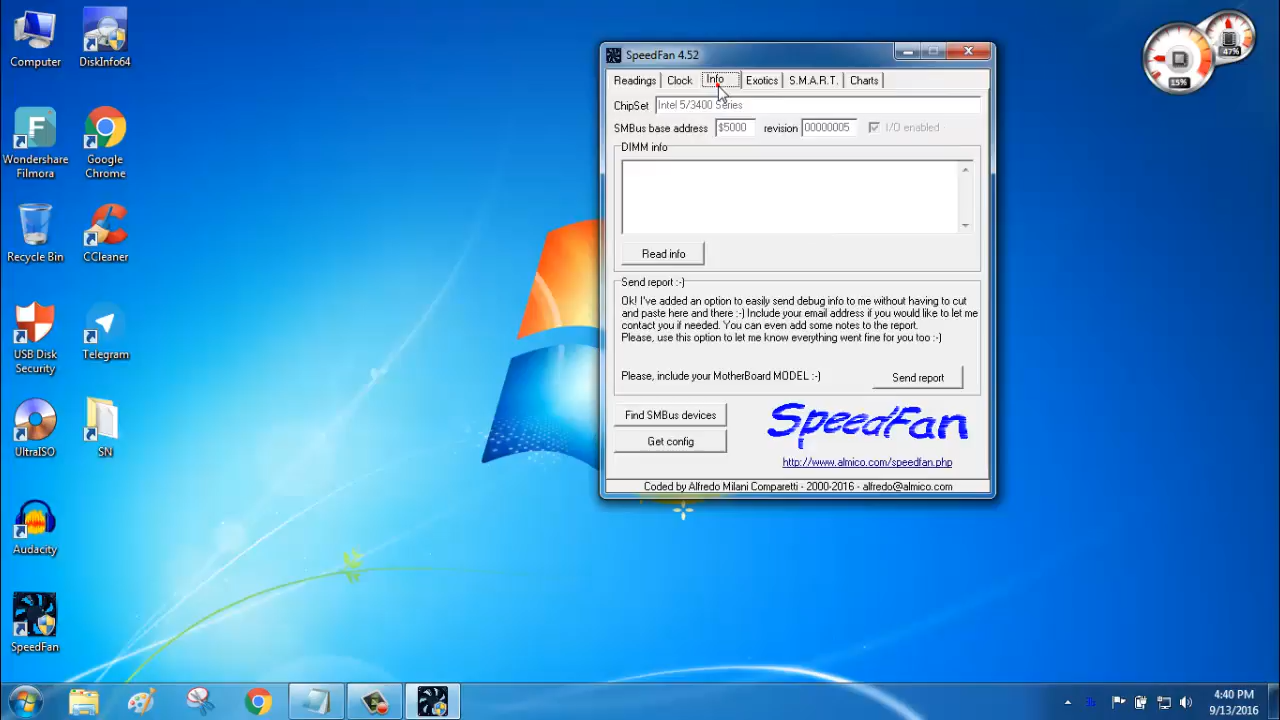 Computer
DiskInfo64
Wondershare
Filmora
Google
Chrome
Recycle Bin
CCleaner
USB Disk
Security
Telegram
UltraISO
SN
Audacity
SpeedFan
SpeedFan 4.52
Readings
Clock
Info
Exotics
S.M.A.R.T.
Charts
ChipSet
Intel 5/3400 Series
SMBus base address
$5000
revision
00000005
I/O enabled
DIMM info
Read info
Send report :-)
Ok! I've added an option to easily send debug info to me without having to cut
and paste here and there :-) Include your email address if you would like to let me
contact you if needed. You can even add some notes to the report.
Please, use this option to let me know everything went fine for you too :-)
Please, include your MotherBoard MODEL :-)
Send report
Find SMBus devices
Get config
SpeedFan
http://www.almico.com/speedfan.php
Coded by Alfredo Milani Comparetti - 2000-2016 - alfredo@almico.com
15%
47%
4:40 PM
9/13/2016